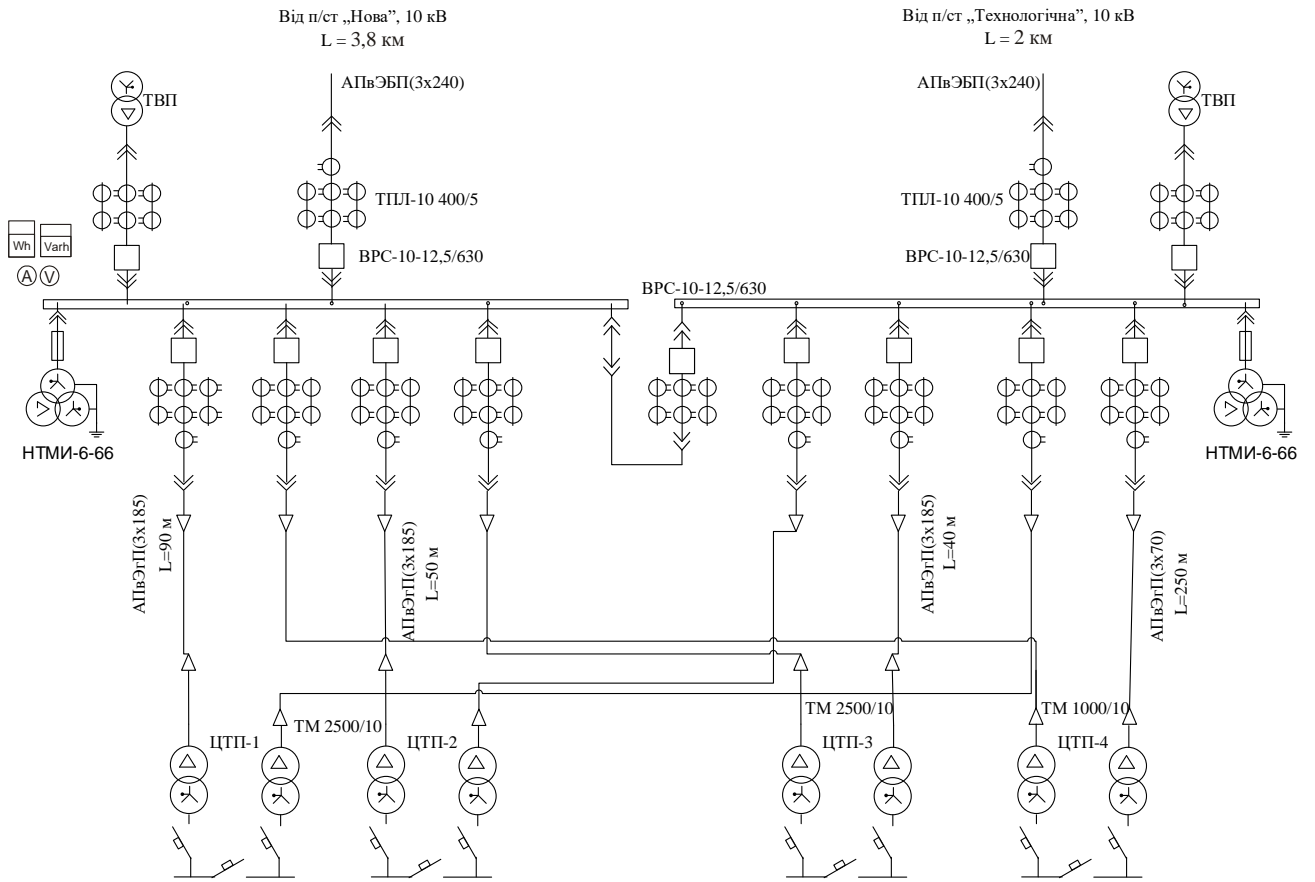 Від п/ст „Нова”, 10 кВ
L = 3,8 км
Від п/ст „Технологічна”, 10 кВ
L = 2 км
ТВП
АПвЭБП(3х240)
АПвЭБП(3х240)
ТВП
ТПЛ-10 400/5
ТПЛ-10 400/5
Wh
Varh
A
V
ВРС-10-12,5/630
ВРС-10-12,5/630
ВРС-10-12,5/630
НТМИ-6-66
НТМИ-6-66
АПвЭгП(3х185)
L=90 м
АПвЭгП(3х185)
L=50 м
АПвЭгП(3х185)
L=40 м
АПвЭгП(3х70)
L=250 м
ТМ 2500/10
ТМ 2500/10
ТМ 1000/10
ЦТП-1
ЦТП-2
ЦТП-3
ЦТП-4